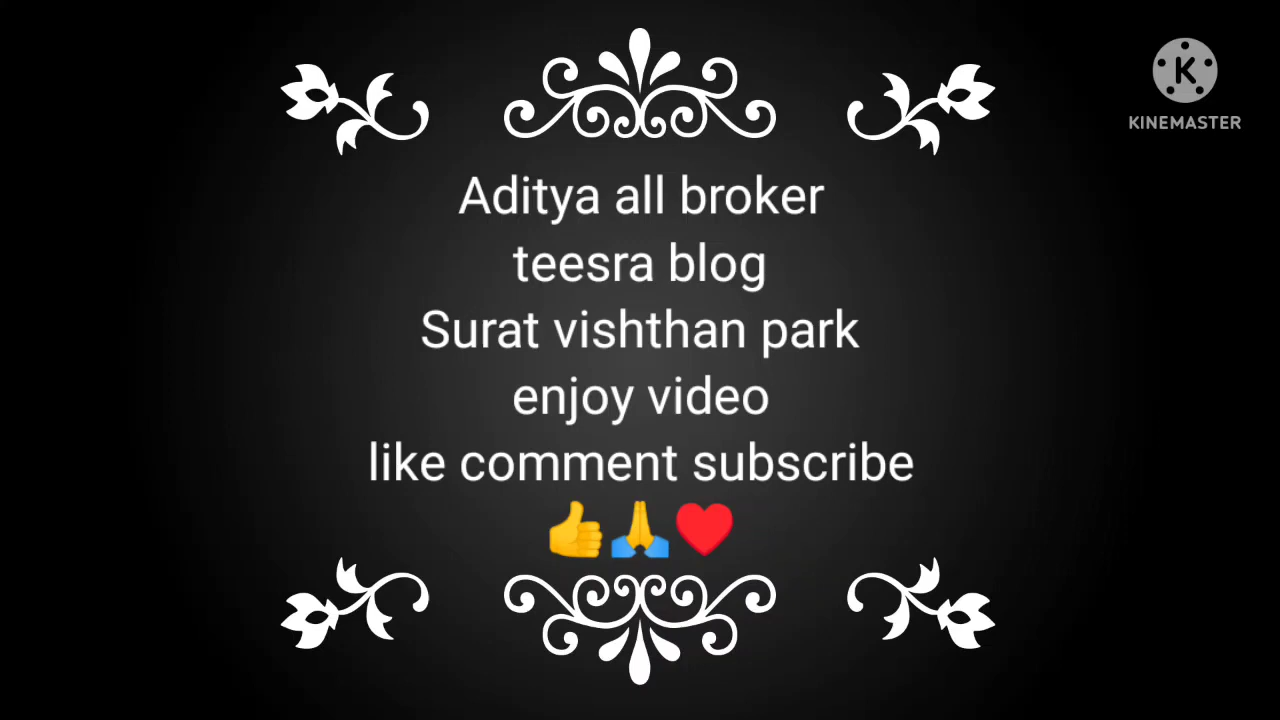 KINEMASTER
Aditya all broker
teesra blog
Surat vishthan park
enjoy video
like comment subscribe
👍🙏♥️